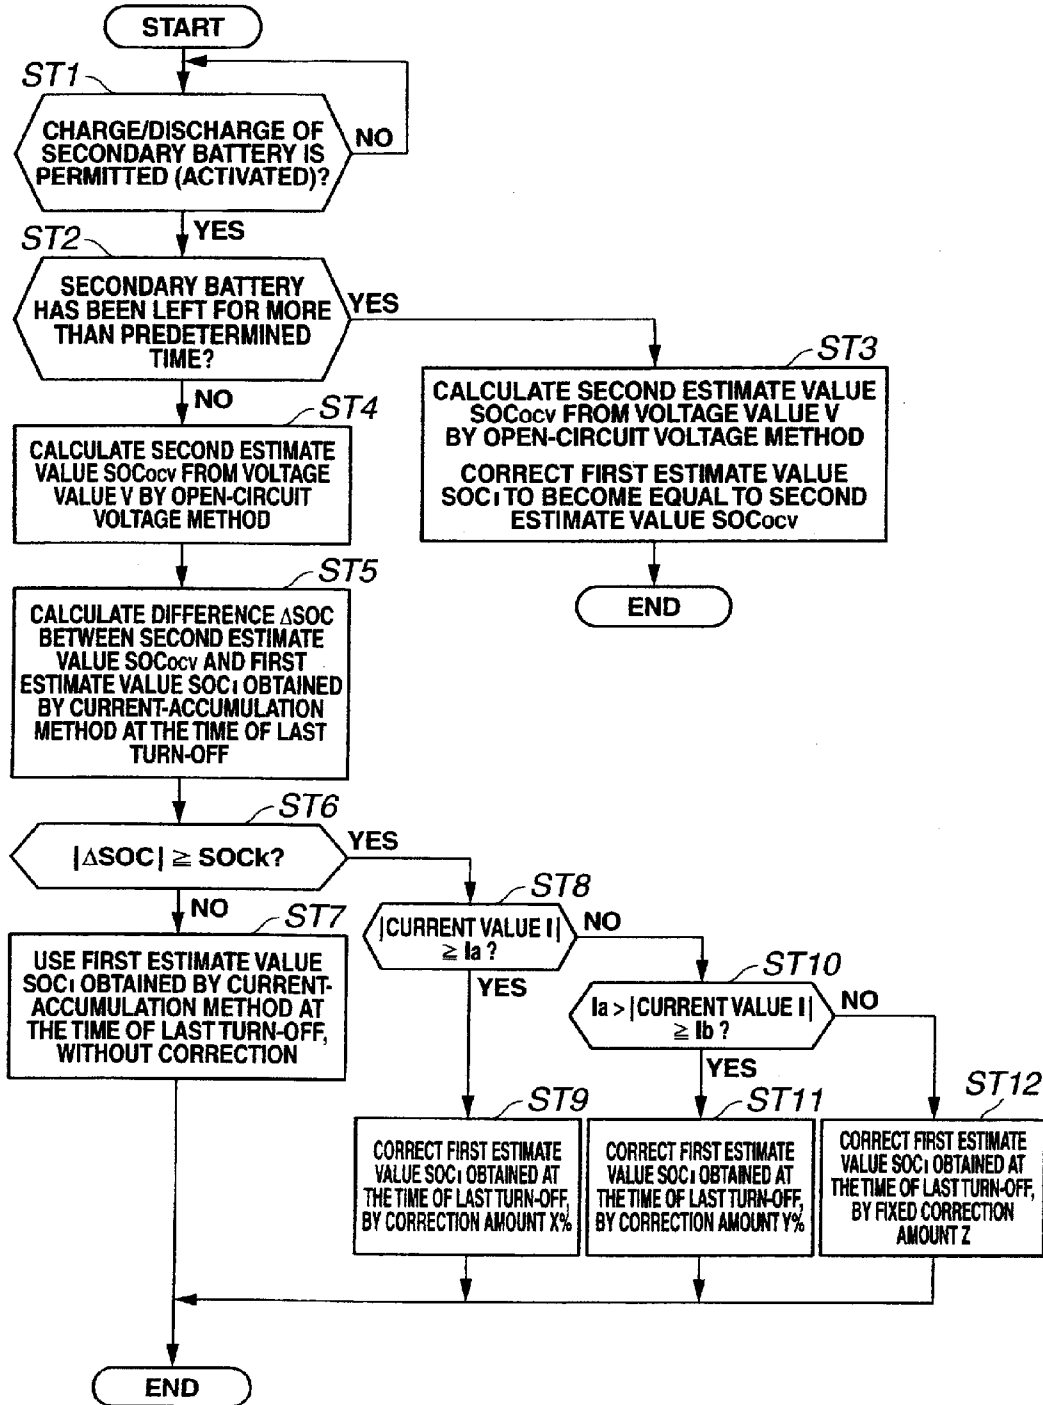 START
ST1
CHARGE/DISCHARGE OF
SECONDARY BATTERY IS
PERMITTED (ACTIVATED)?
NO
YES
ST2
SECONDARY BATTERY
HAS BEEN LEFT FOR MORE
THAN PREDETERMINED
TIME?
YES
NO
ST3
CALCULATE SECOND ESTIMATE VALUE
SOCOCV FROM VOLTAGE VALUE V
BY OPEN-CIRCUIT VOLTAGE METHOD
CORRECT FIRST ESTIMATE VALUE
SOCI TO BECOME EQUAL TO SECOND
ESTIMATE VALUE SOCOCV
END
ST4
CALCULATE SECOND ESTIMATE
VALUE SOCOCV FROM VOLTAGE
VALUE V BY OPEN-CIRCUIT
VOLTAGE METHOD
ST5
CALCULATE DIFFERENCE ΔSOC
BETWEEN SECOND ESTIMATE
VALUE SOCOCV AND FIRST
ESTIMATE VALUE SOCI OBTAINED
BY CURRENT-ACCUMULATION
METHOD AT THE TIME OF LAST
TURN-OFF
ST6
|ΔSOC| ≧ SOCk?
YES
NO
ST7
USE FIRST ESTIMATE VALUE
SOCI OBTAINED BY CURRENT-
ACCUMULATION METHOD AT
THE TIME OF LAST TURN-OFF,
WITHOUT CORRECTION
ST8
|CURRENT VALUE I|
≧ Ia ?
NO
YES
ST10
Ia > |CURRENT VALUE I|
≧ Ib ?
NO
YES
ST9
CORRECT FIRST ESTIMATE
VALUE SOCI OBTAINED AT
THE TIME OF LAST TURN-OFF,
BY CORRECTION AMOUNT X%
ST11
CORRECT FIRST ESTIMATE
VALUE SOCI OBTAINED AT
THE TIME OF LAST TURN-OFF,
BY CORRECTION AMOUNT Y%
ST12
CORRECT FIRST ESTIMATE
VALUE SOCI OBTAINED AT
THE TIME OF LAST TURN-OFF,
BY FIXED CORRECTION
AMOUNT Z
END